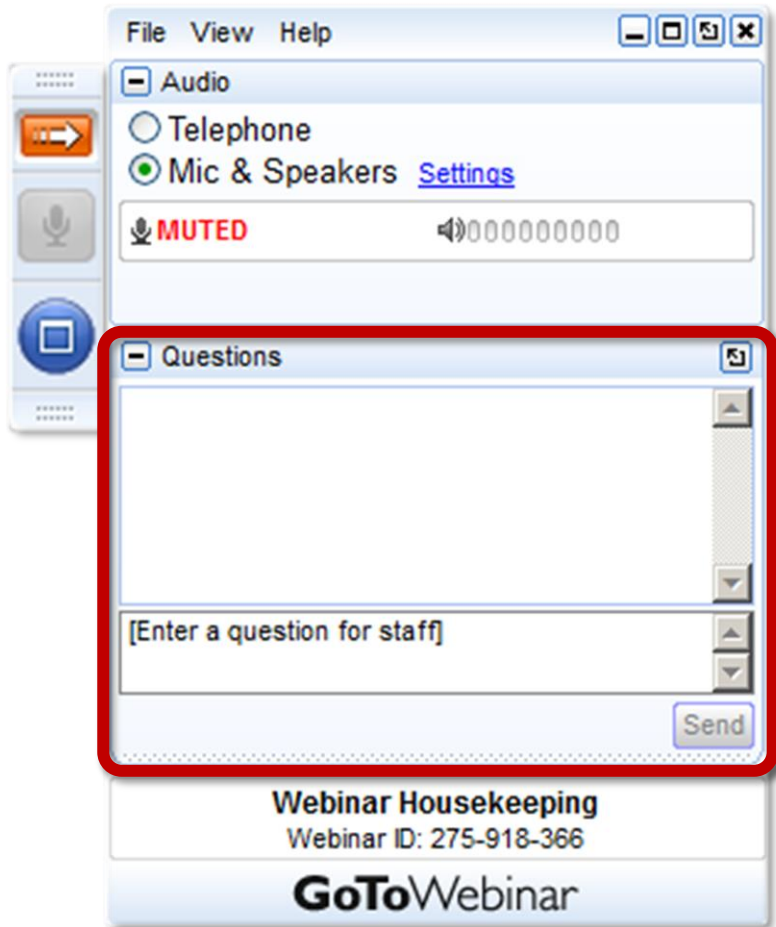 File View Help
Audio
Telephone
Mic & Speakers Settings
MUTED
Questions
[Enter a question for staff]
Send
Webinar Housekeeping
Webinar ID: 275-918-366
GoToWebinar